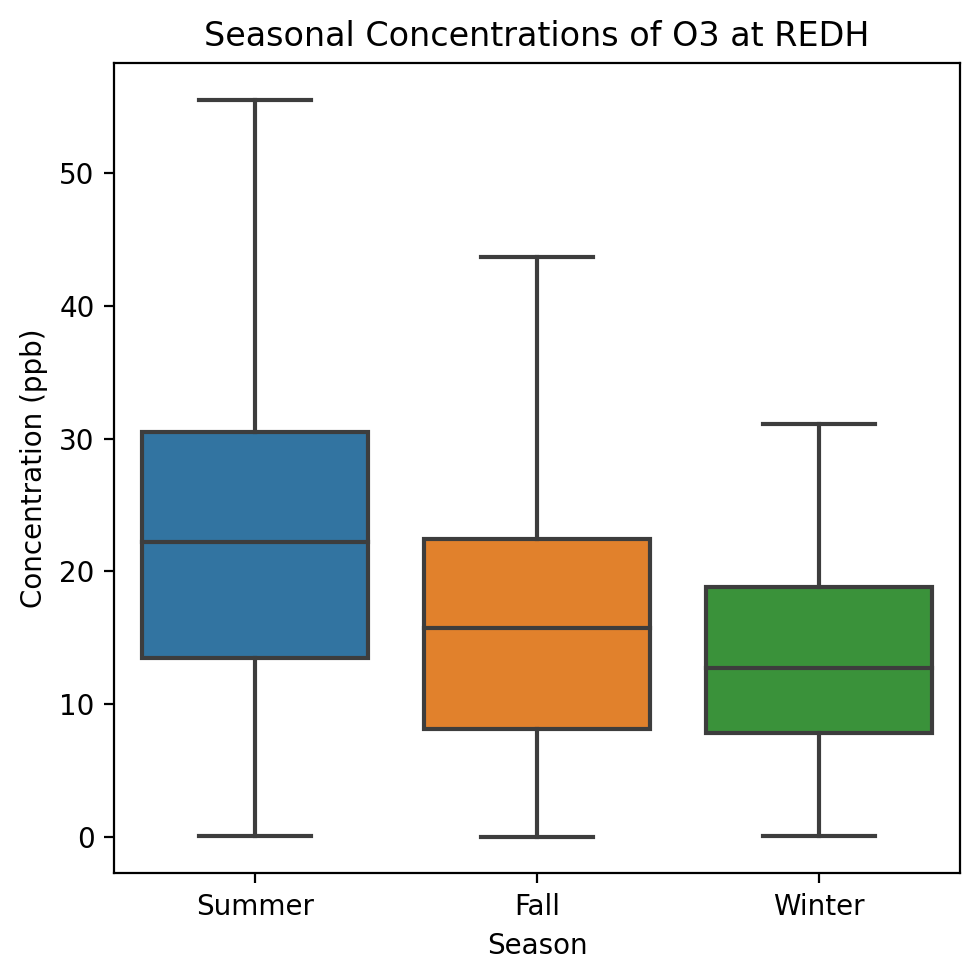 Seasonal Concentrations of O3 at REDH
Concentration (ppb)
50
40
30
20
10
0
Summer Fall Winter
Season